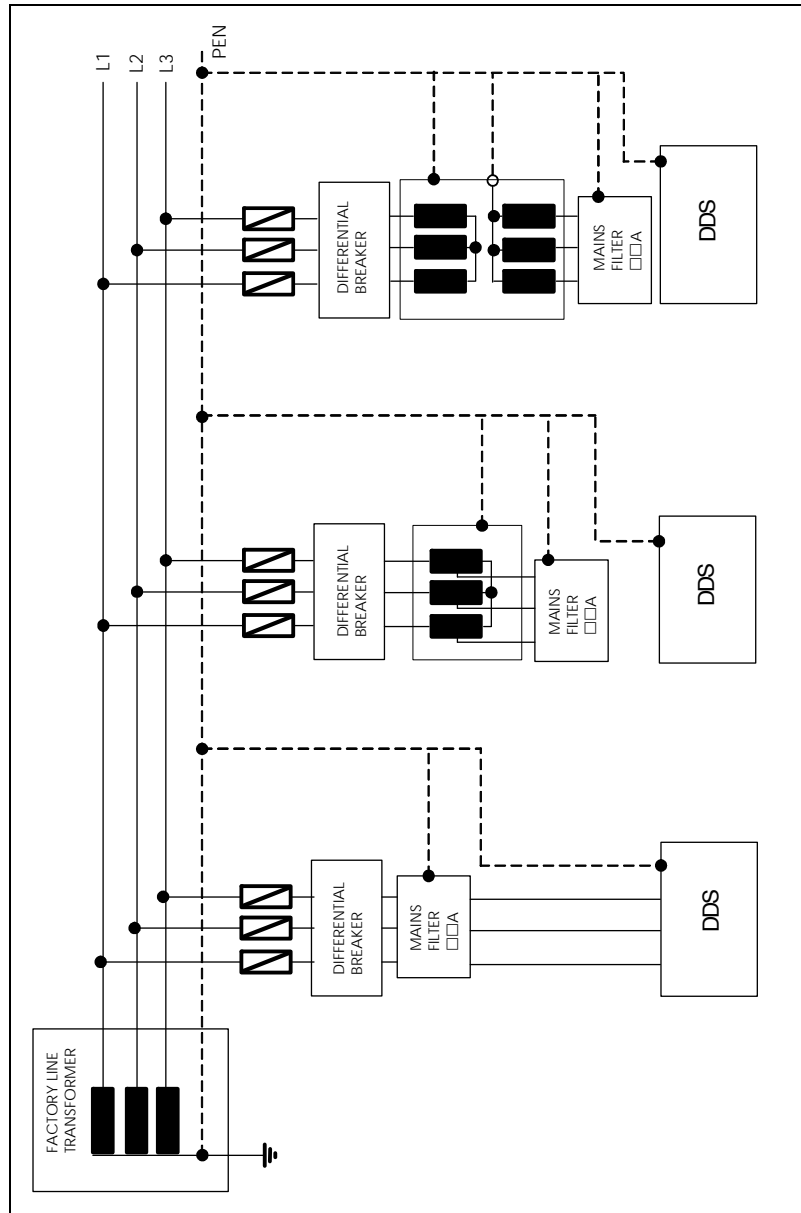 L1
L2
L3
PEN
DIFFERENTIAL
BREAKER
MAINS
FILTER
□□A
DDS
DIFFERENTIAL
BREAKER
MAINS
FILTER
□□A
DDS
DIFFERENTIAL
BREAKER
MAINS
FILTER
□□A
DDS
FACTORY LINE
TRANSFORMER